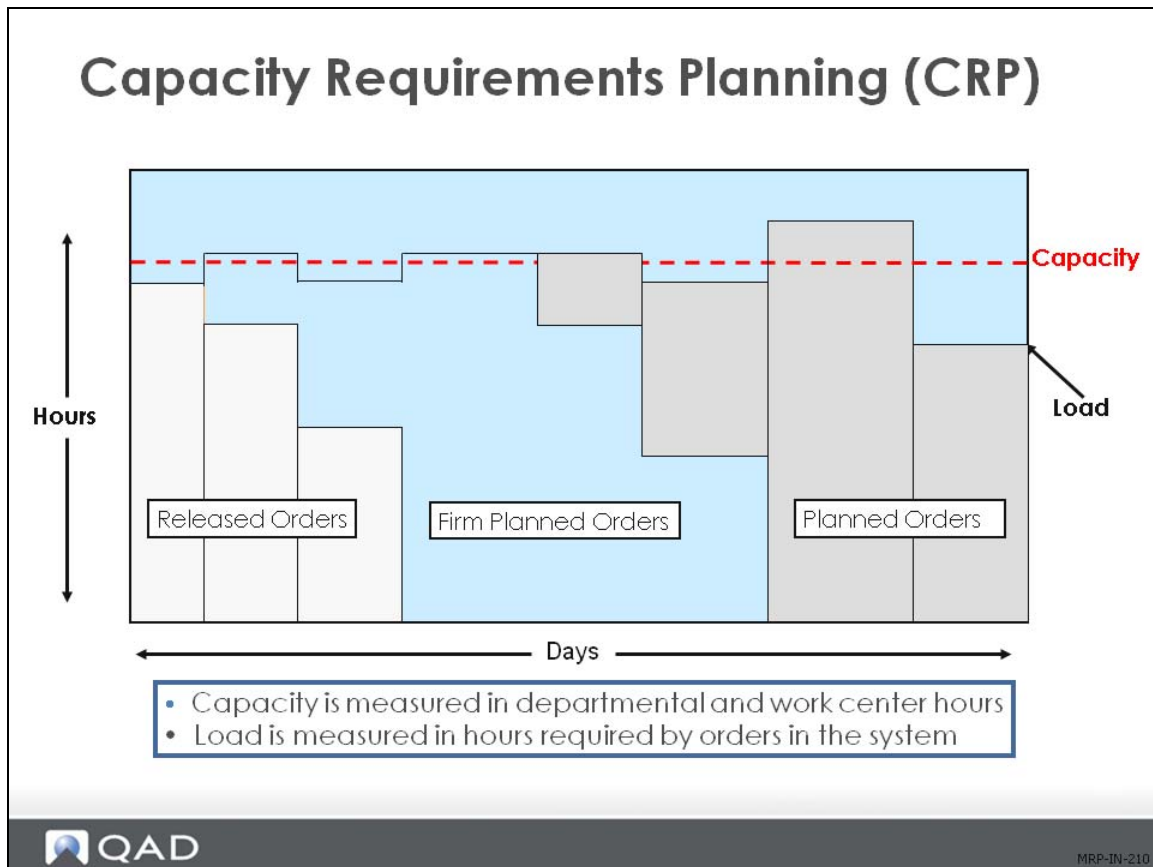 Capacity Requirements Planning (CRP)
Capacity
Hours
Load
Released Orders
Firm Planned Orders
Planned Orders
Days
• Capacity is measured in departmental and work center hours
• Load is measured in hours required by orders in the system
QAD
MRP-IN-210